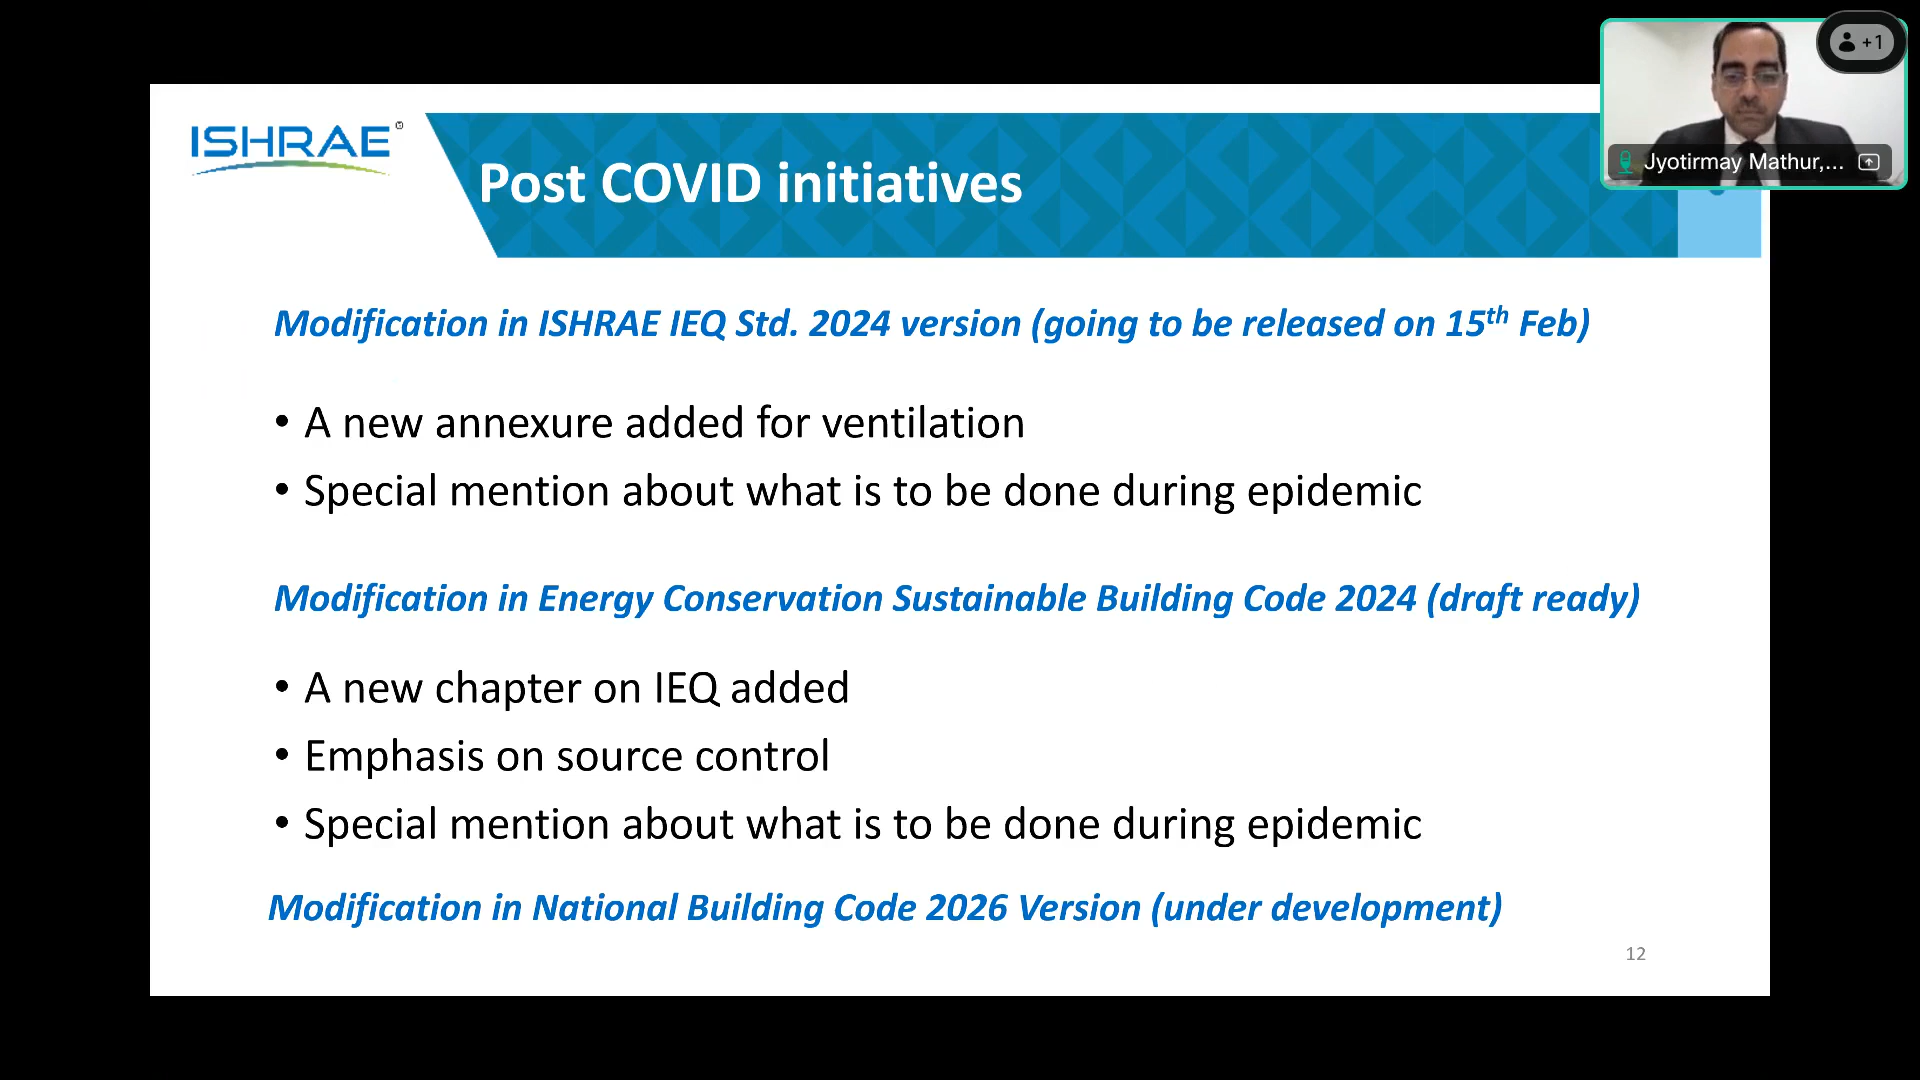 +1
Jyotirmay Mathur,...
ISHRAE®
Post COVID initiatives
Modification in ISHRAE IEQ Std. 2024 version (going to be released on 15th Feb)
• A new annexure added for ventilation
• Special mention about what is to be done during epidemic
Modification in Energy Conservation Sustainable Building Code 2024 (draft ready)
• A new chapter on IEQ added
• Emphasis on source control
• Special mention about what is to be done during epidemic
Modification in National Building Code 2026 Version (under development)
12